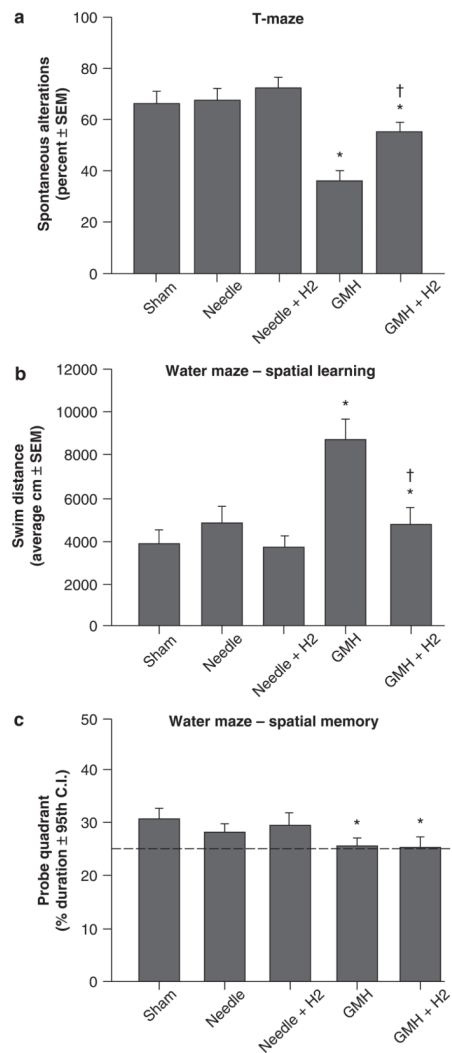 a
T-maze
Spontaneous alterations
(percent ± SEM)
100
80
60
40
20
0
*
†
*
Sham
Needle
Needle + H2
GMH
GMH + H2
b
Water maze – spatial learning
Swim distance
(average cm ± SEM)
12000
10000
8000
6000
4000
2000
0
*
†
*
Sham
Needle
Needle + H2
GMH
GMH + H2
c
Water maze – spatial memory
Probe quadrant
(% duration ± 95th C.I.)
50
40
30
20
10
0
*
*
Sham
Needle
Needle + H2
GMH
GMH + H2